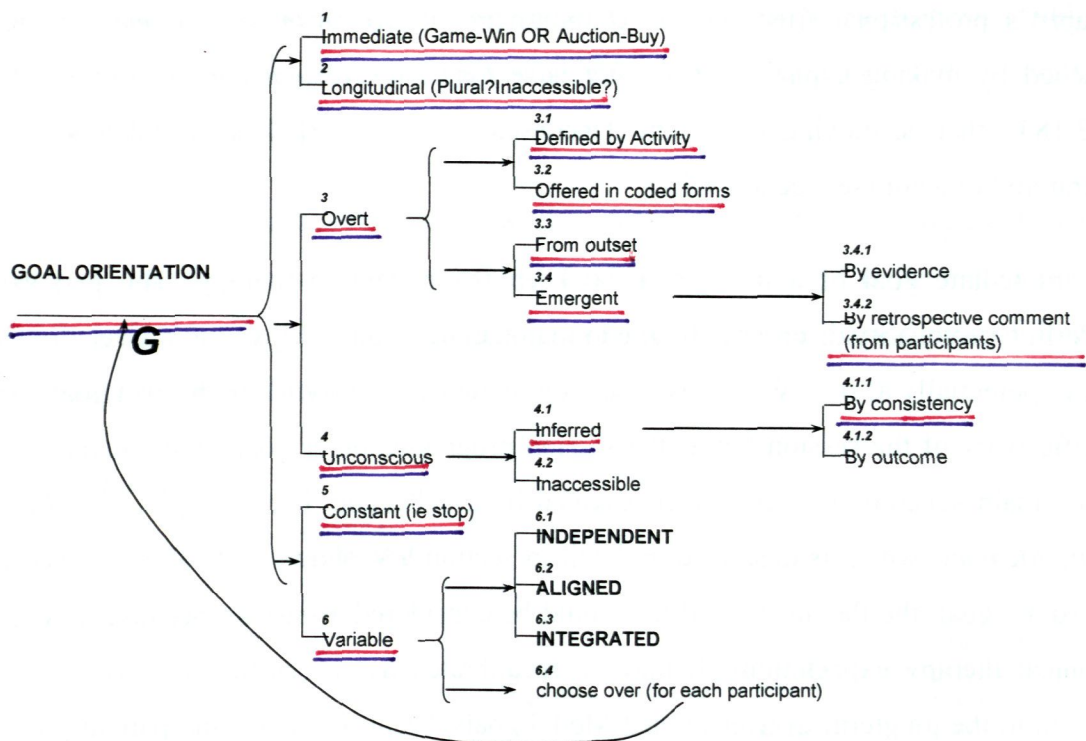 1
Immediate (Game-Win OR Auction-Buy)
2
Longitudinal (Plural?Inaccessible?)
3.1
Defined by Activity
3.2
Offered in coded forms
3
Overt
3.3
From outset
3.4
Emergent
3.4.1
By evidence
3.4.2
By retrospective comment
(from participants)
GOAL ORIENTATION
G
4.1.1
By consistency
4.1.2
By outcome
4.1
Inferred
4.2
Inaccessible
4
Unconscious
5
Constant (ie stop)
6.1
INDEPENDENT
6.2
ALIGNED
6.3
INTEGRATED
6
Variable
6.4
choose over (for each participant)